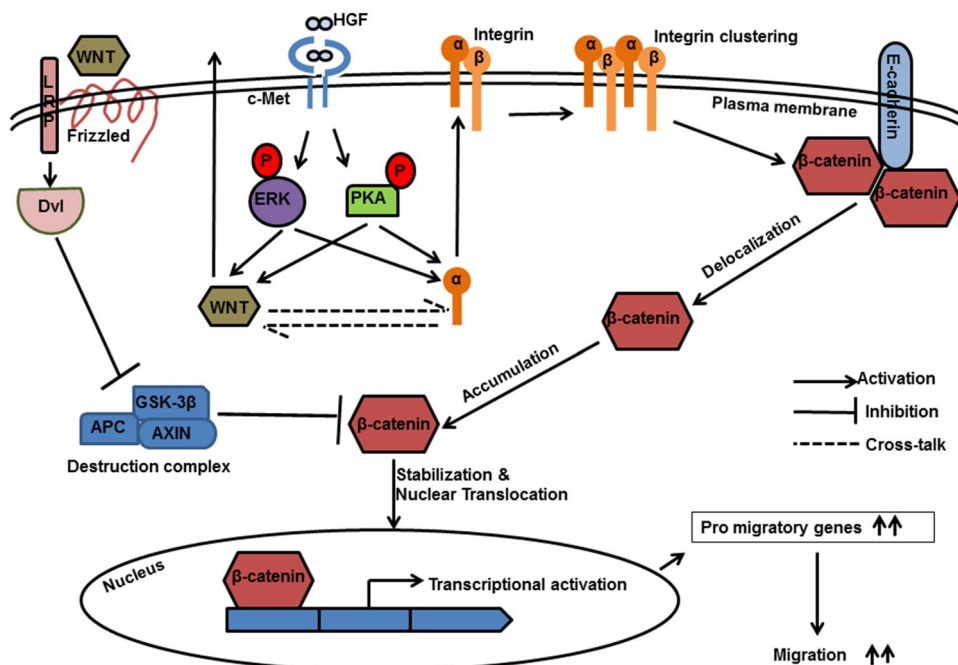 HGF
WNT
LRP
Frizzled
c-Met
Integrin
α
β
Integrin clustering
α
β
α
β
E-cadherin
Plasma membrane
β-catenin
β-catenin
Dvl
P
ERK
P
PKA
WNT
α
Delocalization
β-catenin
Accumulation
GSK-3β
APC
AXIN
Destruction complex
β-catenin
Activation
Inhibition
Cross-talk
Stabilization &
Nuclear Translocation
Nucleus
β-catenin
Transcriptional activation
Pro migratory genes
Migration